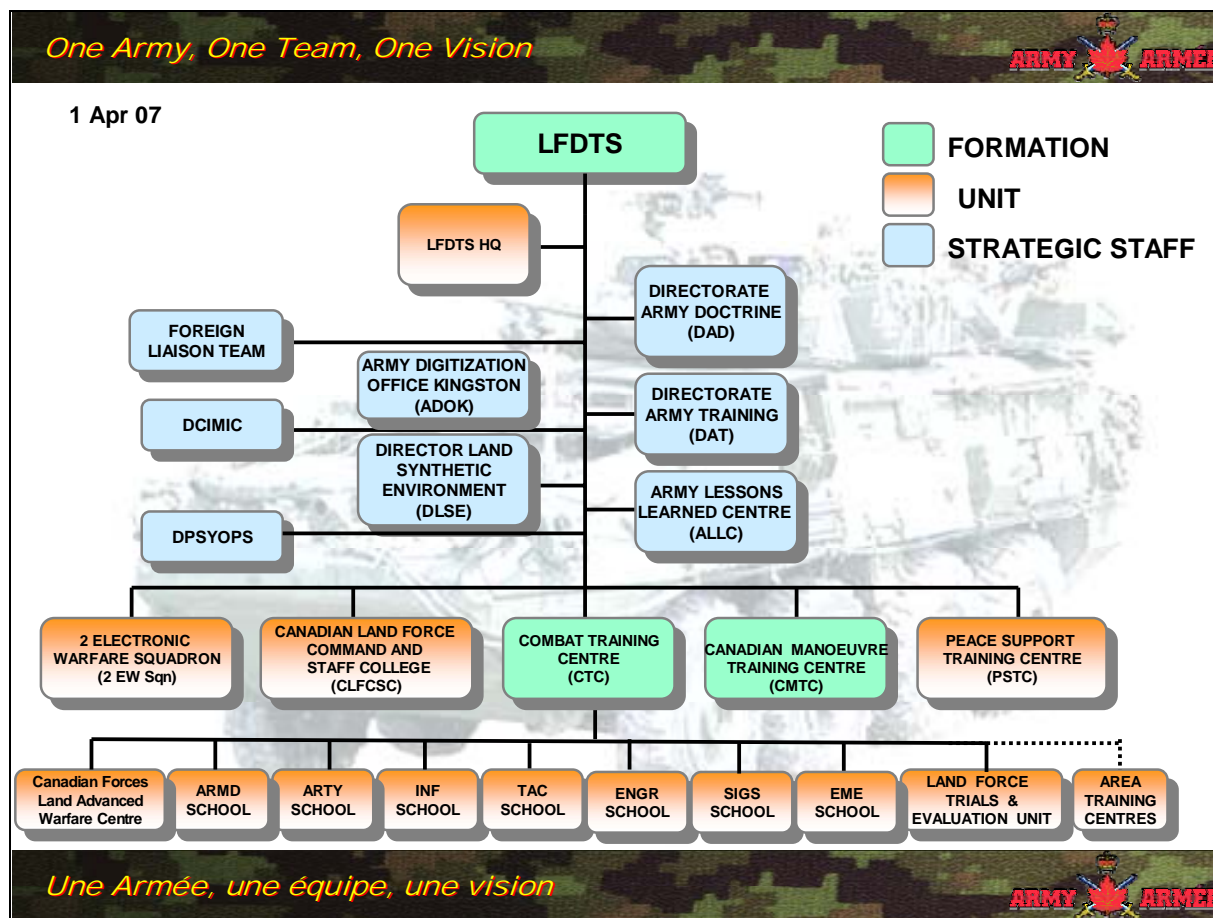 One Army, One Team, One Vision
ARMY ARMÉE
1 Apr 07
LFDTS
FORMATION
UNIT
STRATEGIC STAFF
LFDTS HQ
DIRECTORATE
ARMY DOCTRINE
(DAD)
FOREIGN
LIAISON TEAM
ARMY DIGITIZATION
OFFICE KINGSTON
(ADOK)
DIRECTORATE
ARMY TRAINING
(DAT)
DCIMIC
DIRECTOR LAND
SYNTHETIC
ENVIRONMENT
(DLSE)
ARMY LESSONS
LEARNED CENTRE
(ALLC)
DPSYOPS
2 ELECTRONIC
WARFARE SQUADRON
(2 EW Sqn)
CANADIAN LAND FORCE
COMMAND AND
STAFF COLLEGE
(CLFCSC)
COMBAT TRAINING
CENTRE
(CTC)
CANADIAN MANOEUVRE
TRAINING CENTRE
(CMTC)
PEACE SUPPORT
TRAINING CENTRE
(PSTC)
Canadian Forces
Land Advanced
Warfare Centre
ARMD
SCHOOL
ARTY
SCHOOL
INF
SCHOOL
TAC
SCHOOL
ENGR
SCHOOL
SIGS
SCHOOL
EME
SCHOOL
LAND FORCE
TRIALS &
EVALUATION UNIT
AREA
TRAINING
CENTRES
Une Armée, une équipe, une vision
ARMY ARMÉE